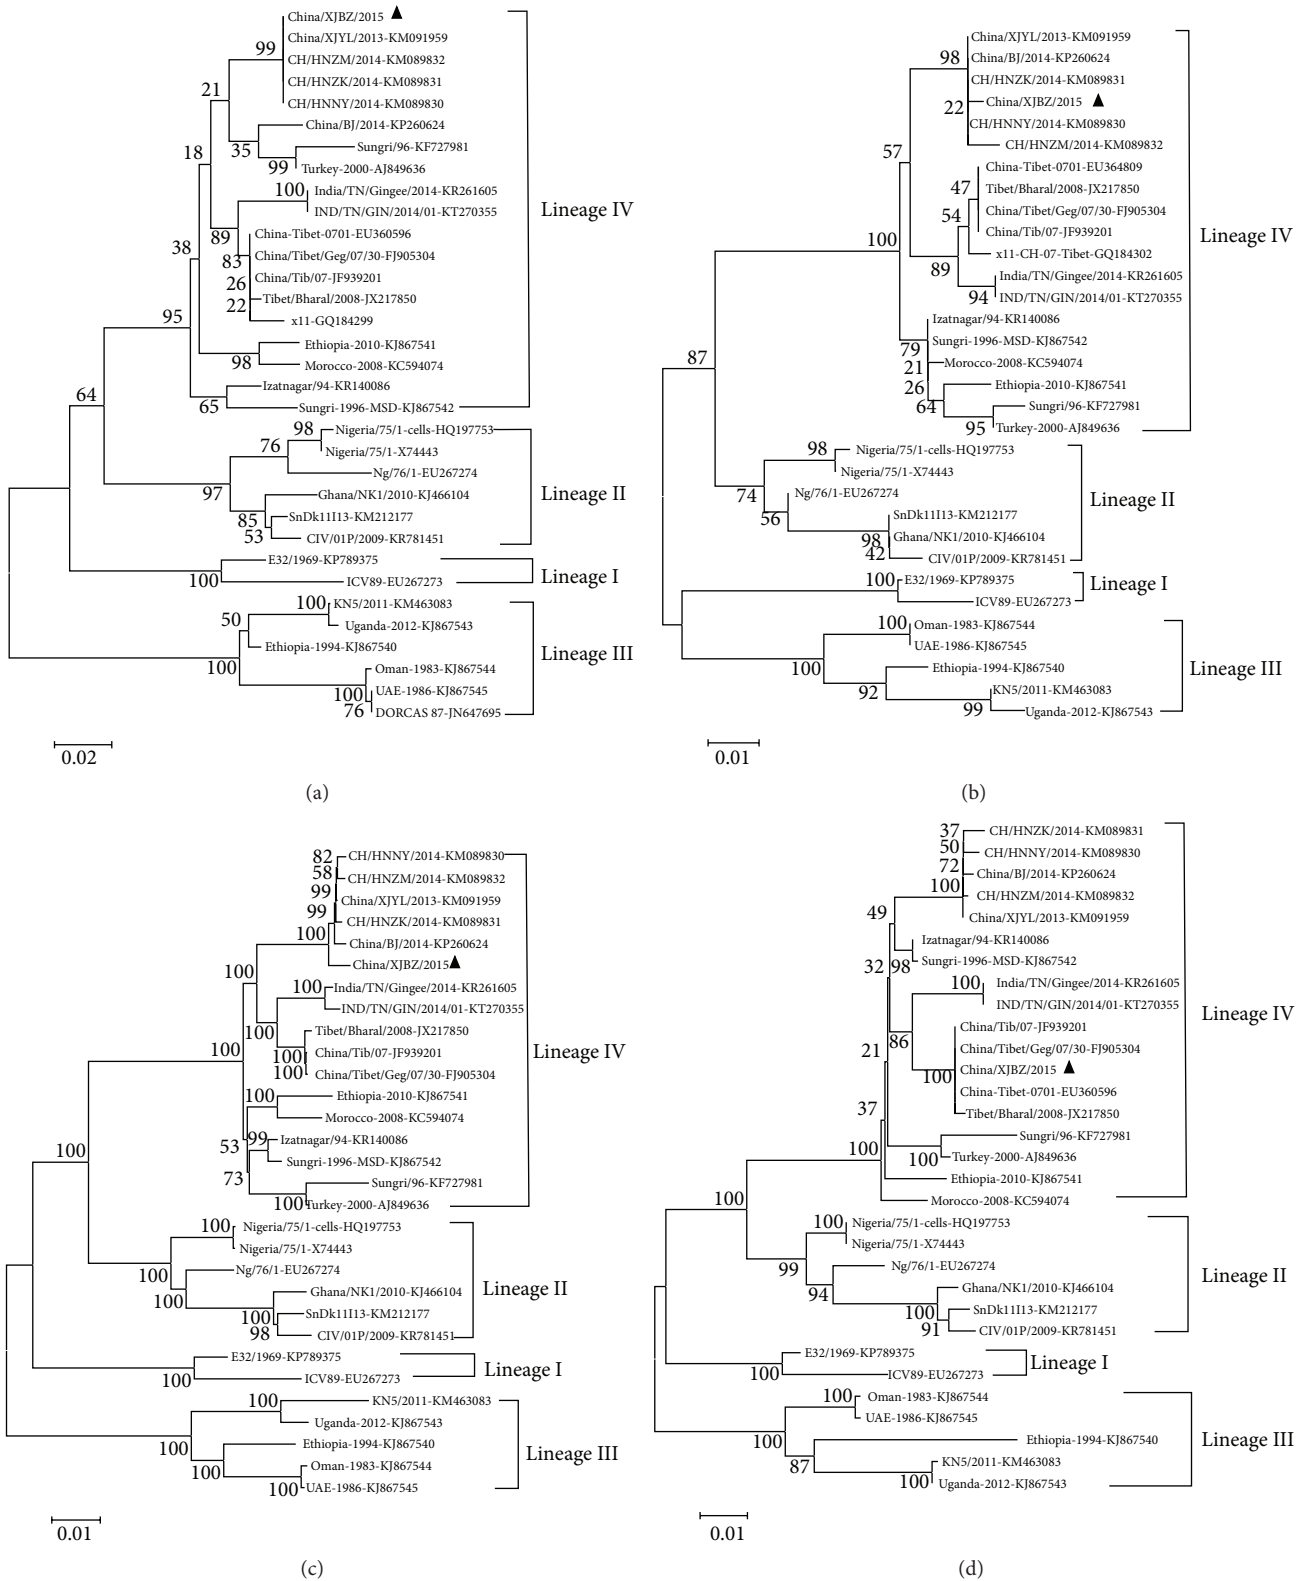 China/XJBZ/2015
99
China/XJYL/2013-KM091959
CH/HNZM/2014-KM089832
CH/HNZK/2014-KM089831
21
CH/HNNY/2014-KM089830
China/BJ/2014-KP260624
35
Sungri/96-KF727981
18
99
Turkey-2000-AJ849636
100
India/TN/Gingee/2014-KR261605
IND/TN/GIN/2014/01-KT270355
Lineage IV
89
China-Tibet-0701-EU360596
38
83
China/Tibet/Geg/07/30-FJ905304
26
China/Tib/07-JF939201
22
Tibet/Bharal/2008-JX217850
95
x11-GQ184299
Ethiopia-2010-KJ867541
98
Morocco-2008-KC594074
Izatnagar/94-KR140086
64
65
Sungri-1996-MSD-KJ867542
98
Nigeria/75/1-cells-HQ197753
76
Nigeria/75/1-X74443
Ng/76/1-EU267274
97
Ghana/NK1/2010-KJ466104
Lineage II
85
SnDk11I13-KM212177
53
CIV/01P/2009-KR781451
E32/1969-KP789375
100
ICV89-EU267273
Lineage I
100
KN5/2011-KM463083
50
Uganda-2012-KJ867543
Ethiopia-1994-KJ867540
Lineage III
100
Oman-1983-KJ867544
100
UAE-1986-KJ867545
76
DORCAS 87-JN647695
0.02
(a)
China/XJYL/2013-KM091959
98
China/BJ/2014-KP260624
CH/HNZK/2014-KM089831
22
China/XJBZ/2015
CH/HNNY/2014-KM089830
57
CH/HNZM/2014-KM089832
China-Tibet-0701-EU364809
47
Tibet/Bharal/2008-JX217850
54
China/Tibet/Geg/07/30-FJ905304
China/Tib/07-JF939201
Lineage IV
100
x11-CH-07-Tibet-GQ184302
89
India/TN/Gingee/2014-KR261605
94
IND/TN/GIN/2014/01-KT270355
Izatnagar/94-KR140086
79
Sungri-1996-MSD-KJ867542
87
21
Morocco-2008-KC594074
26
Ethiopia-2010-KJ867541
64
Sungri/96-KF727981
95
Turkey-2000-AJ849636
98
Nigeria/75/1-cells-HQ197753
Nigeria/75/1-X74443
74
Ng/76/1-EU267274
Lineage II
56
SnDk11I13-KM212177
98
Ghana/NK1/2010-KJ466104
42
CIV/01P/2009-KR781451
100
E32/1969-KP789375
Lineage I
ICV89-EU267273
100
Oman-1983-KJ867544
UAE-1986-KJ867545
100
Ethiopia-1994-KJ867540
Lineage III
92
KN5/2011-KM463083
99
Uganda-2012-KJ867543
0.01
(b)
82
CH/HNNY/2014-KM089830
58
CH/HNZM/2014-KM089832
99
China/XJYL/2013-KM091959
99
CH/HNZK/2014-KM089831
100
China/BJ/2014-KP260624
China/XJBZ/2015
100
100
India/TN/Gingee/2014-KR261605
IND/TN/GIN/2014/01-KT270355
100
Tibet/Bharal/2008-JX217850
100
100
China/Tib/07-JF939201
Lineage IV
100
China/Tibet/Geg/07/30-FJ905304
100
Ethiopia-2010-KJ867541
Morocco-2008-KC594074
53
99
Izatnagar/94-KR140086
100
Sungri-1996-MSD-KJ867542
73
Sungri/96-KF727981
100
Turkey-2000-AJ849636
100
Nigeria/75/1-cells-HQ197753
Nigeria/75/1-X74443
100
Ng/76/1-EU267274
100
Ghana/NK1/2010-KJ466104
Lineage II
100
SnDk11I13-KM212177
98
CIV/01P/2009-KR781451
E32/1969-KP789375
100
ICV89-EU267273
Lineage I
100
KN5/2011-KM463083
Uganda-2012-KJ867543
100
Ethiopia-1994-KJ867540
Lineage III
100
Oman-1983-KJ867544
100
UAE-1986-KJ867545
0.01
(c)
37
CH/HNZK/2014-KM089831
50
CH/HNNY/2014-KM089830
72
China/BJ/2014-KP260624
100
CH/HNZM/2014-KM089832
49
China/XJYL/2013-KM091959
Izatnagar/94-KR140086
32
98
Sungri-1996-MSD-KJ867542
100
India/TN/Gingee/2014-KR261605
IND/TN/GIN/2014/01-KT270355
Lineage IV
China/Tib/07-JF939201
86
21
China/Tibet/Geg/07/30-FJ905304
100
China/XJBZ/2015
China-Tibet-0701-EU360596
37
Tibet/Bharal/2008-JX217850
Sungri/96-KF727981
100
100
Turkey-2000-AJ849636
Ethiopia-2010-KJ867541
100
Morocco-2008-KC594074
100
Nigeria/75/1-cells-HQ197753
Nigeria/75/1-X74443
99
Ng/76/1-EU267274
Lineage II
94
Ghana/NK1/2010-KJ466104
100
SnDk11I13-KM212177
91
CIV/01P/2009-KR781451
E32/1969-KP789375
Lineage I
100
ICV89-EU267273
100
Oman-1983-KJ867544
UAE-1986-KJ867545
100
Ethiopia-1994-KJ867540
Lineage III
87
KN5/2011-KM463083
100
Uganda-2012-KJ867543
0.01
(d)